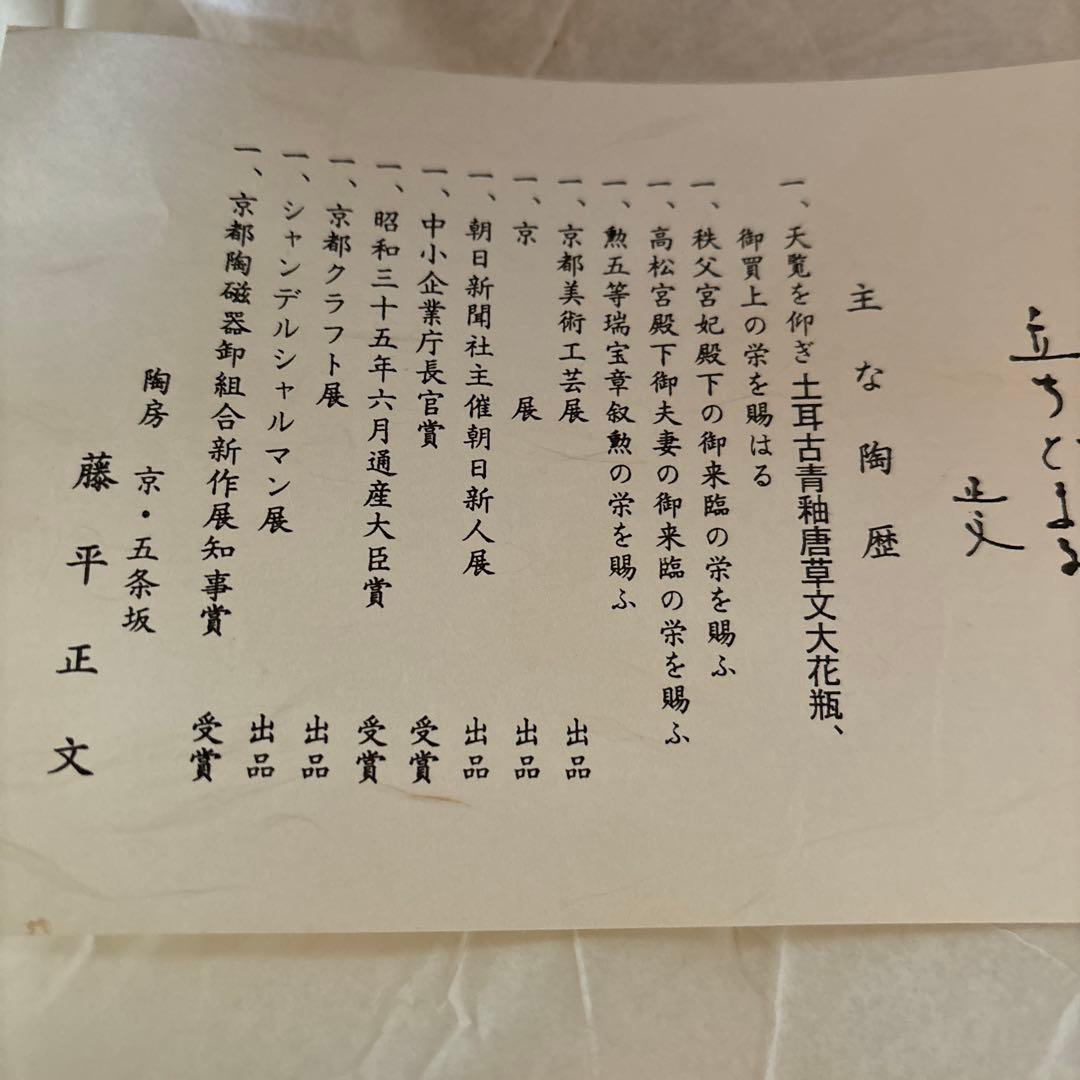 立ちとまる
正文
主な陶歴
一、天覧を仰ぎ土耳古青釉唐草文大花瓶、
御買上の栄を賜はる
一、秩父宮妃殿下の御来臨の栄を賜ふ
一、高松宮殿下御夫妻の御来臨の栄を賜ふ
一、勲五等瑞宝章叙勲の栄を賜ふ
一、京都美術工芸展 出品
一、京展 出品
一、朝日新聞社主催朝日新人展 出品
一、中小企業庁長官賞 受賞
一、昭和三十五年六月通産大臣賞 受賞
一、京都クラフト展 出品
一、シャンデルシャルマン展 出品
一、京都陶磁器卸組合新作展知事賞 受賞
陶房 京・五条坂
藤平正文